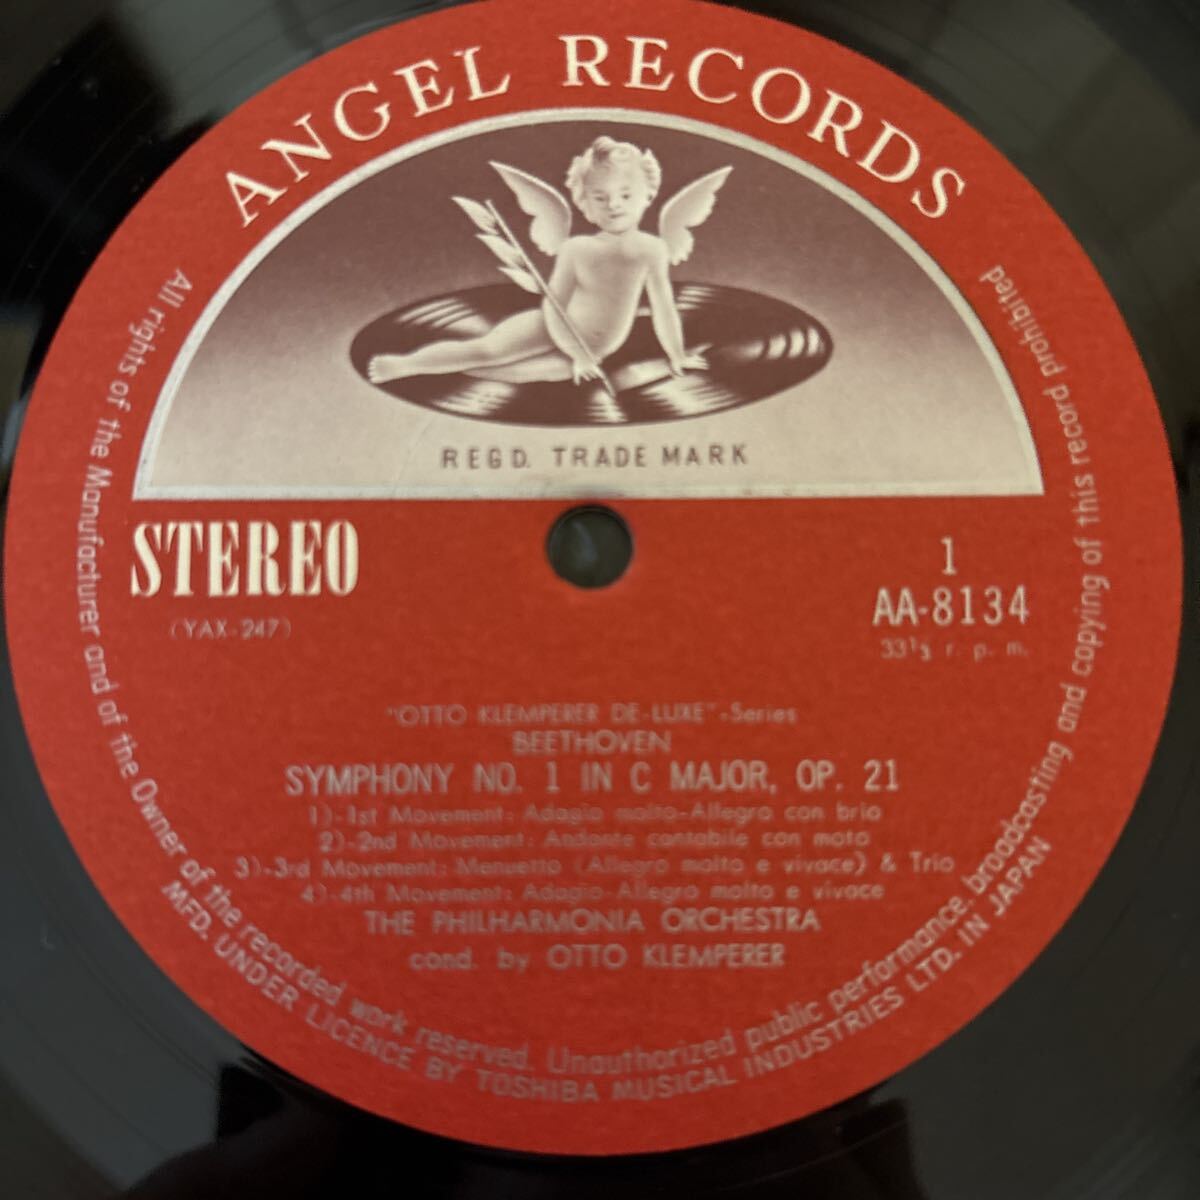 ANGEL RECORDS
REGD. TRADE MARK
STEREO
(YAX-247)
1
AA-8134
33⅓ r. p. m.
"OTTO KLEMPERER DE-LUXE"-Series
BEETHOVEN
SYMPHONY NO. 1 IN C MAJOR, OP. 21
1)-1st Movement: Adagio molto-Allegro con brio
2)-2nd Movement: Andante cantabile con moto
3)-3rd Movement: Menuetto (Allegro molto e vivace) & Trio
4)-4th Movement: Adagio-Allegro molto e vivace
THE PHILHARMONIA ORCHESTRA
cond. by OTTO KLEMPERER
All rights of the Manufacturer and of the Owner of the recorded work reserved. Unauthorized public performance, broadcasting and copying of this record prohibited
MFD. UNDER LICENCE BY TOSHIBA MUSICAL INDUSTRIES LTD. IN JAPAN